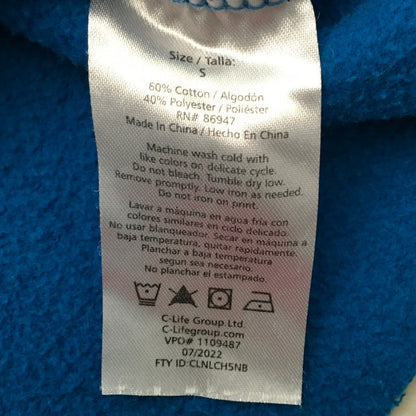 Size / Talla:
S
60% Cotton / Algodón
40% Polyester / Poliéster
RN# 86947
Made In China / Hecho En China
Machine wash cold with
like colors on delicate cycle.
Do not bleach. Tumble dry low.
Remove promptly. Low iron as needed.
Do not iron on print.
Lavar a máquina en agua fría con
colores similares en ciclo delicado.
No usar blanqueador. Secar en máquina a
baja temperatura, quitar rapidamente.
Planchar a baja temperatura
segun sea necesario.
No planchar el estampado.
C-Life Group.Ltd
C-Lifegroup.com
VPO# 1109487
07/2022
FTY ID:CLNLCH5NB